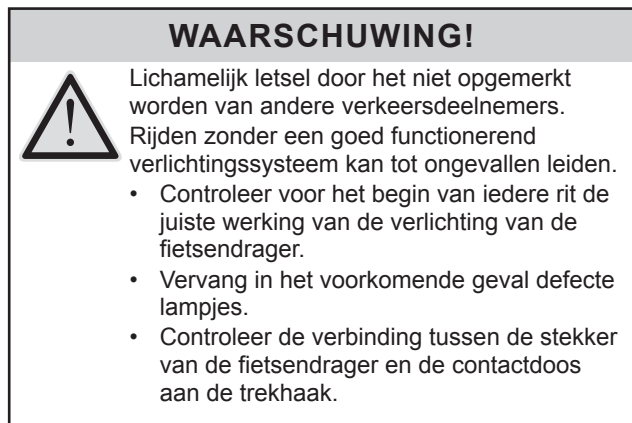 WAARSCHUWING!
Lichamelijk letsel door het niet opgemerkt
worden van andere verkeersdeelnemers.
Rijden zonder een goed functionerend
verlichtingssysteem kan tot ongevallen leiden.
• Controleer voor het begin van iedere rit de
juiste werking van de verlichting van de
fietsendrager.
• Vervang in het voorkomende geval defecte
lampjes.
• Controleer de verbinding tussen de stekker
van de fietsendrager en de contactdoos
aan de trekhaak.